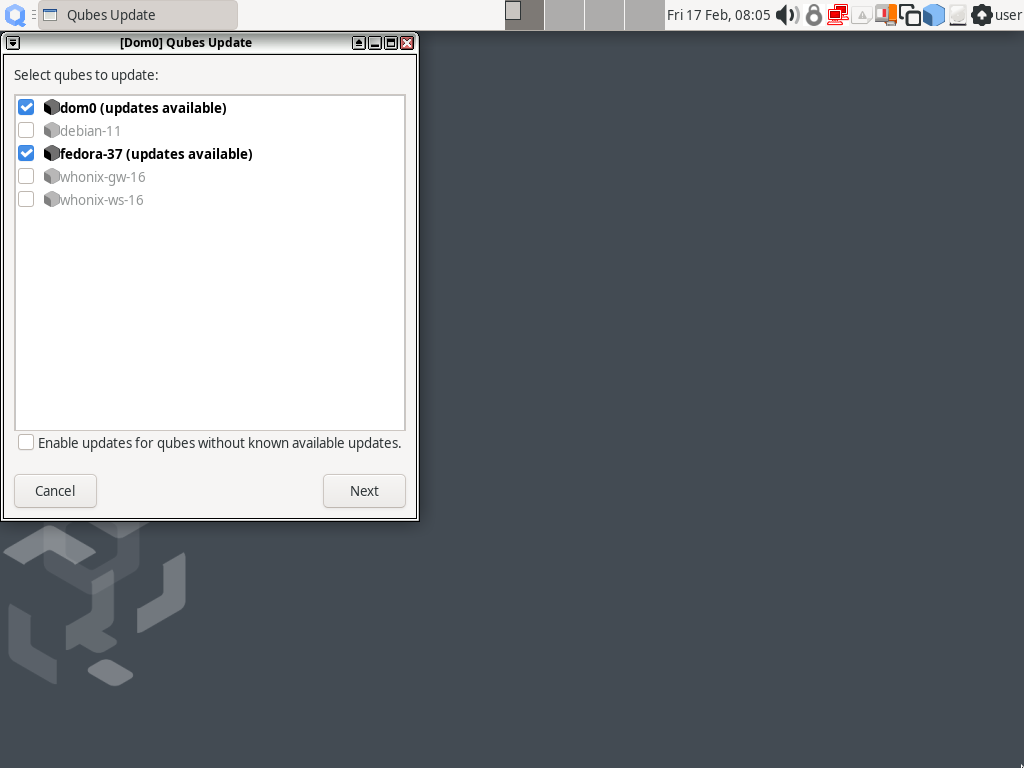 Qubes Update
Fri 17 Feb, 08:05
user
[Dom0] Qubes Update
Select qubes to update:
dom0 (updates available)
debian-11
fedora-37 (updates available)
whonix-gw-16
whonix-ws-16
Enable updates for qubes without known available updates.
Cancel
Next